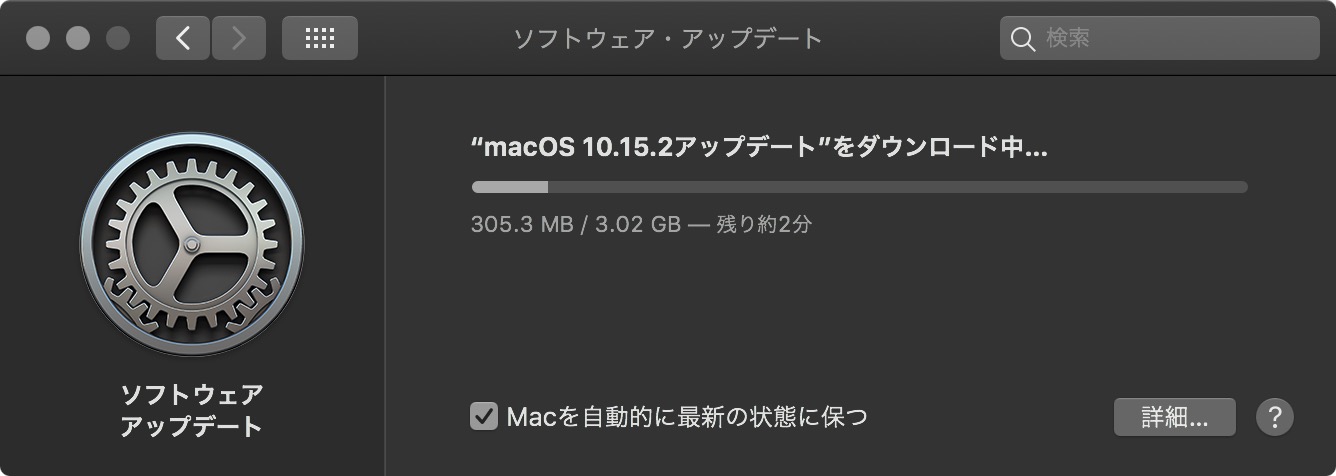 ソフトウェア・アップデート
検索
“macOS 10.15.2アップデート”をダウンロード中...
305.3 MB / 3.02 GB — 残り約2分
ソフトウェア
アップデート
Macを自動的に最新の状態に保つ
詳細...
?